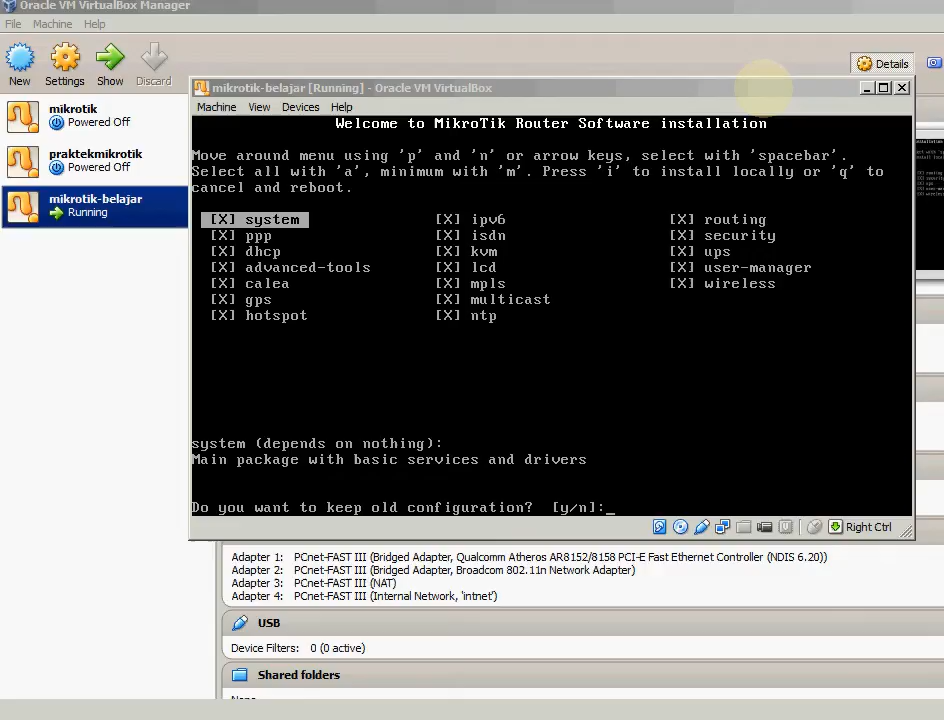 Oracle VM VirtualBox Manager
File Machine Help
New Settings Show Discard
Details
mikrotik
Powered Off
praktekmikrotik
Powered Off
mikrotik-belajar
Running
mikrotik-belajar [Running] - Oracle VM VirtualBox
Machine View Devices Help
Welcome to MikroTik Router Software installation
Move around menu using 'p' and 'n' or arrow keys, select with 'spacebar'.
Select all with 'a', minimum with 'm'. Press 'i' to install locally or 'q' to
cancel and reboot.
[X] system [X] ipv6 [X] routing
[X] ppp [X] isdn [X] security
[X] dhcp [X] kvm [X] ups
[X] advanced-tools [X] lcd [X] user-manager
[X] calea [X] mpls [X] wireless
[X] gps [X] multicast
[X] hotspot [X] ntp
system (depends on nothing):
Main package with basic services and drivers
Do you want to keep old configuration? [y/n]:_
Right Ctrl
Adapter 1: PCnet-FAST III (Bridged Adapter, Qualcomm Atheros AR8152/8158 PCI-E Fast Ethernet Controller (NDIS 6.20))
Adapter 2: PCnet-FAST III (Bridged Adapter, Broadcom 802.11n Network Adapter)
Adapter 3: PCnet-FAST III (NAT)
Adapter 4: PCnet-FAST III (Internal Network, 'intnet')
USB
Device Filters: 0 (0 active)
Shared folders